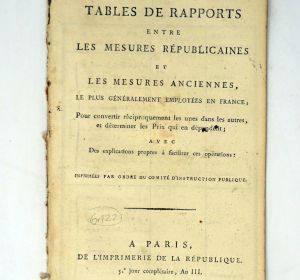 TABLES DE RAPPORTS
ENTRE
LES MESURES RÉPUBLICAINES
ET
LES MESURES ANCIENNES,
LE PLUS GÉNÉRALEMENT EMPLOYÉES EN FRANCE;
Pour convertir réciproquement les unes dans les autres,
et déterminer les Prix qui en dépendent;
AVEC
Des explications propres à faciliter ces opérations:
IMPRIMÉES PAR ORDRE DU COMITÉ D'INSTRUCTION PUBLIQUE.
A PARIS,
DE L'IMPRIMERIE DE LA RÉPUBLIQUE.
5.e jour complémtaire, An III.